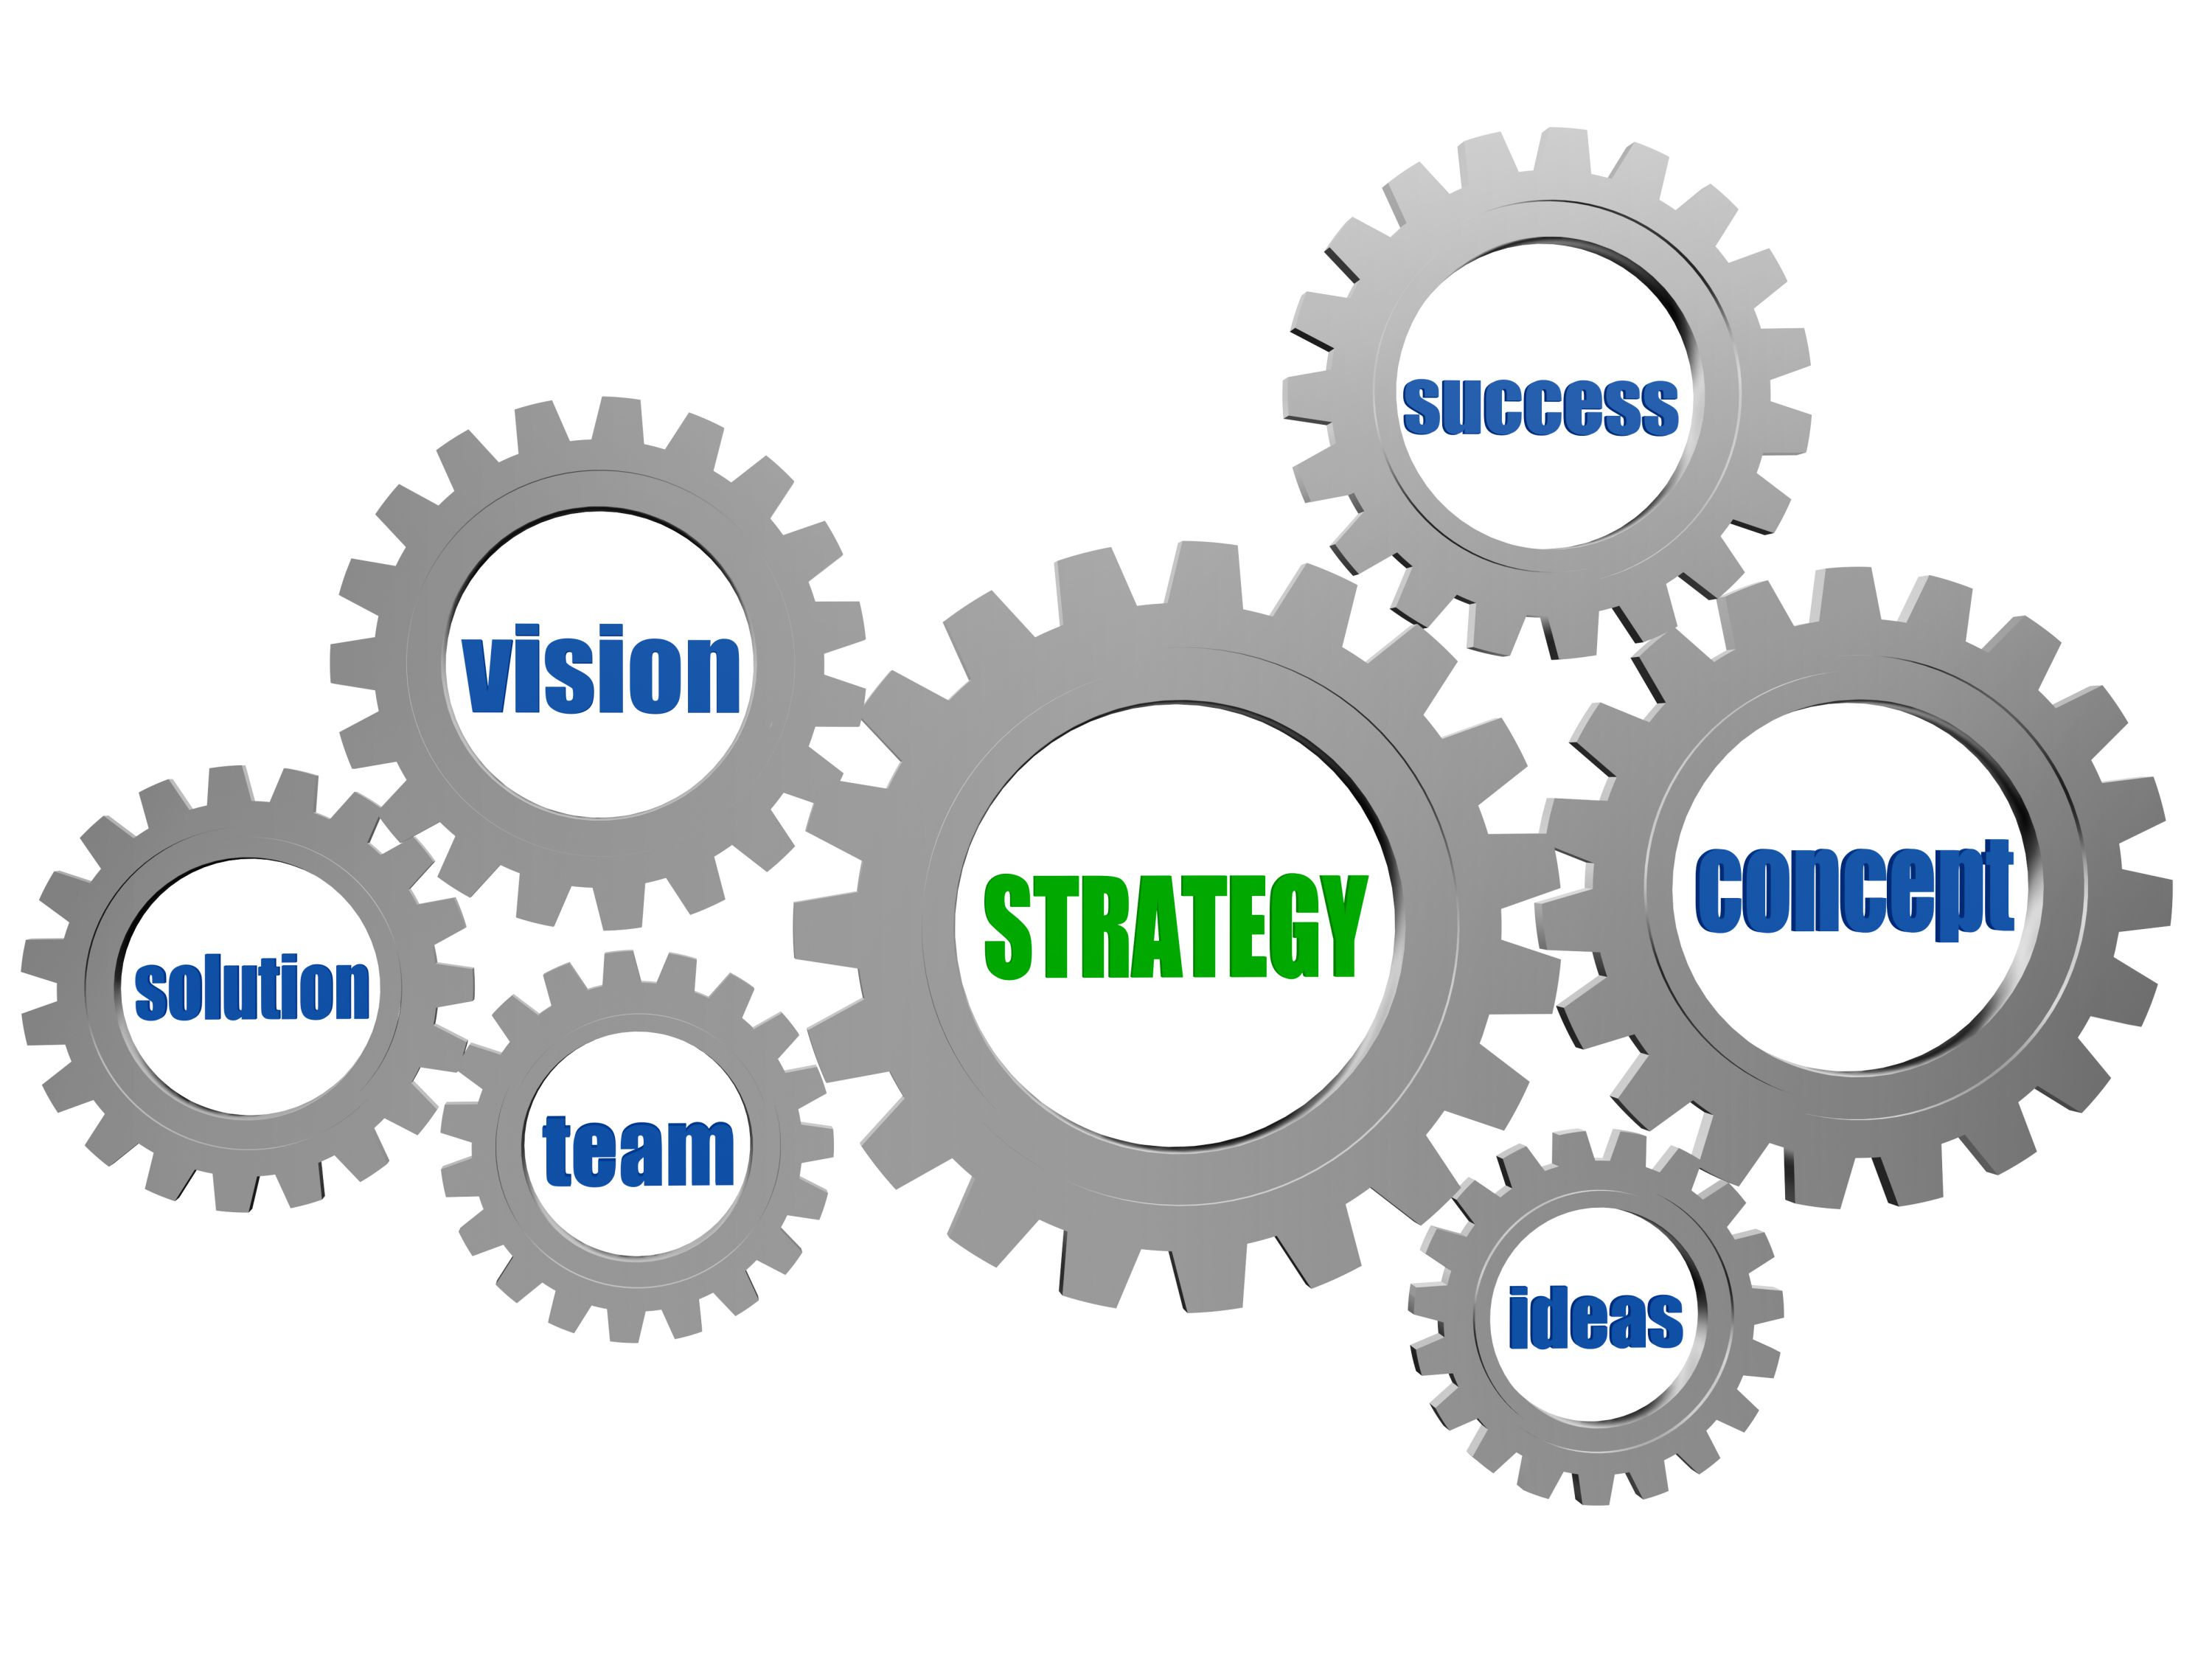 success
vision
STRATEGY
concept
solution
team
ideas